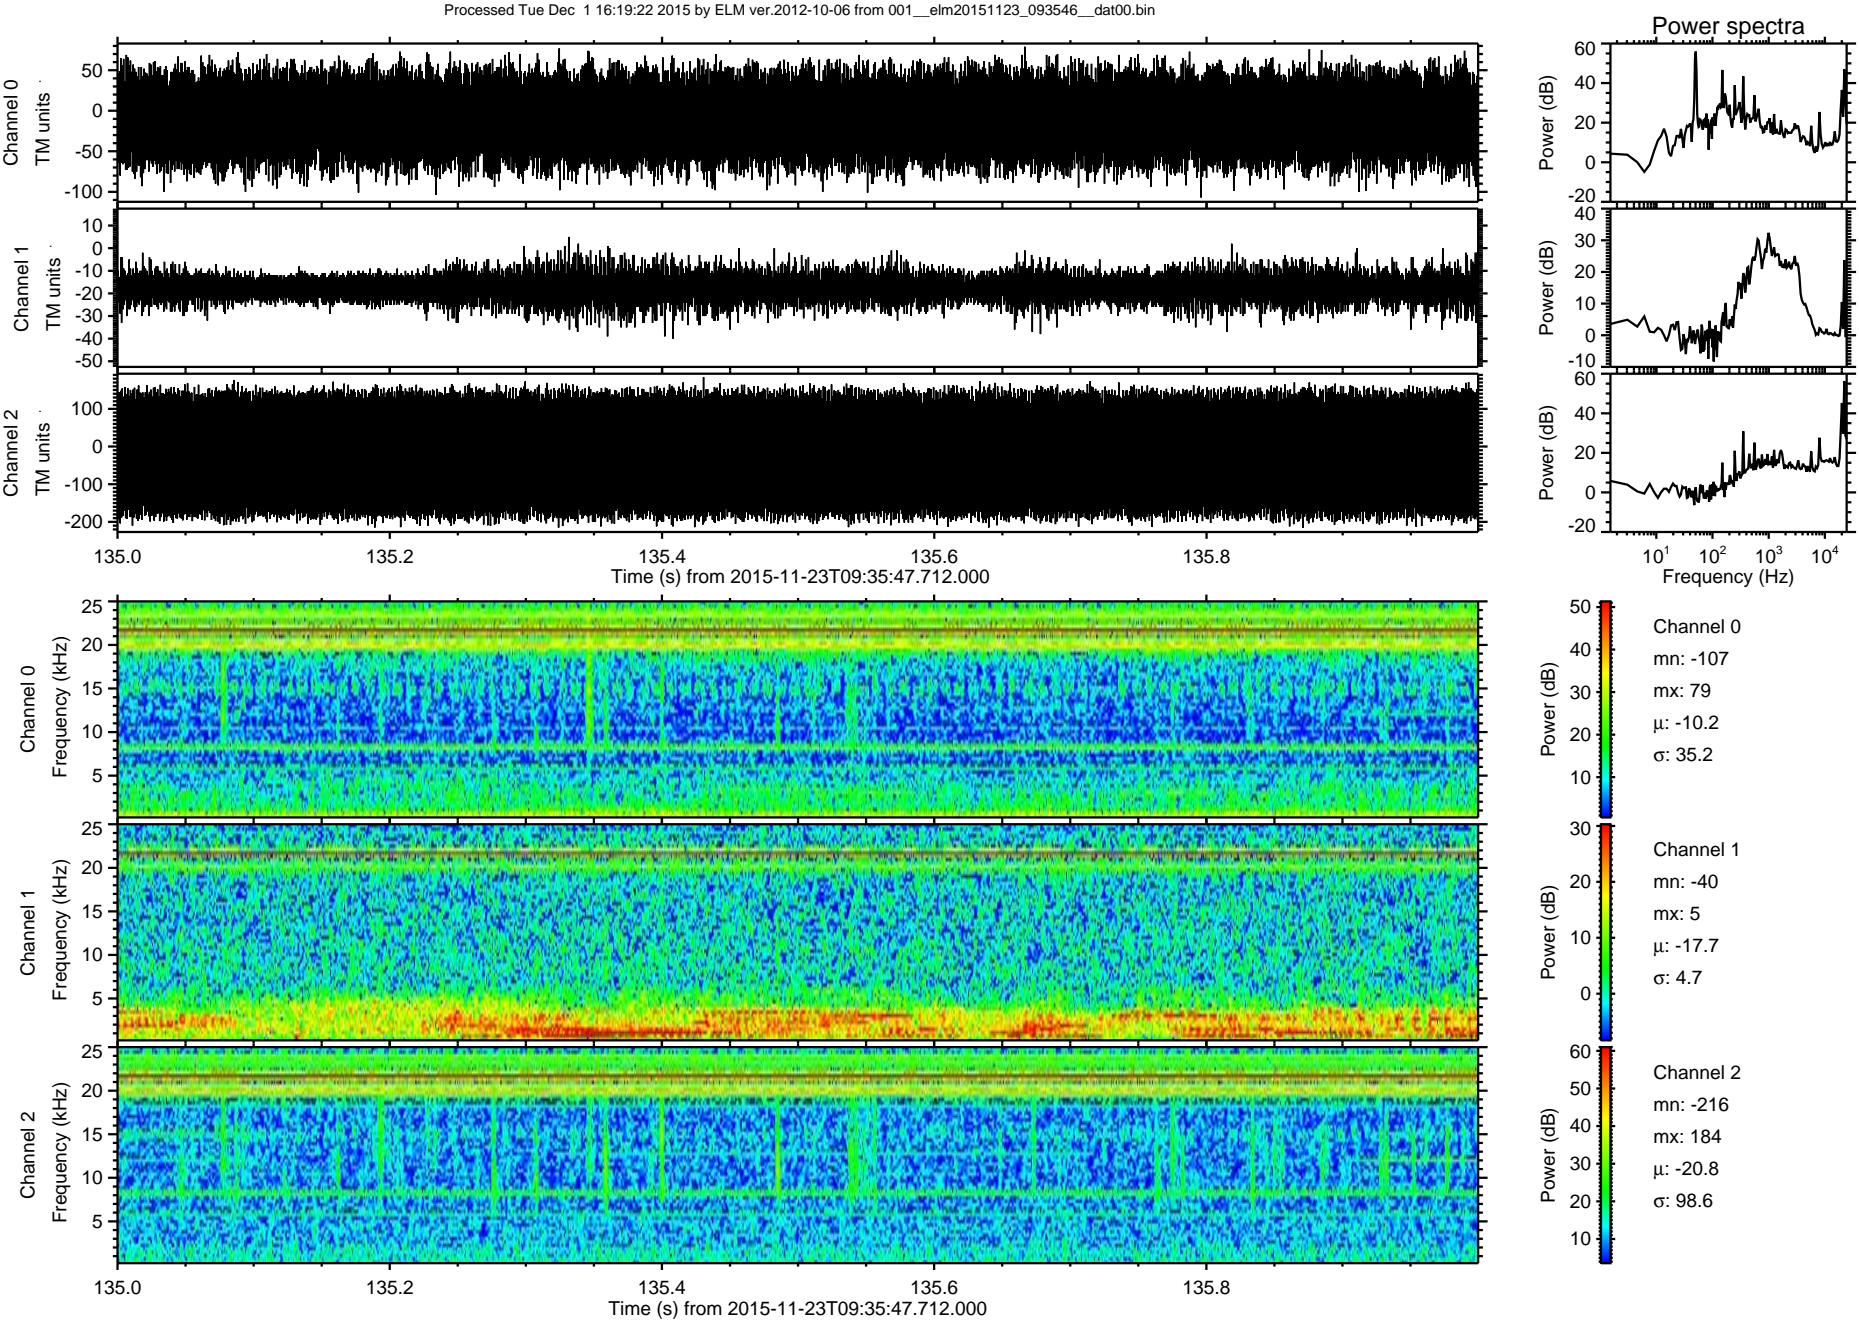 Processed Tue Dec  1 16:19:22 2015 by ELM ver.2012-10-06 from 001__elm20151123_093546__dat00.bin
Power spectra
Channel 0
TM units
50
0
-50
-100
Power (dB)
60
40
20
0
-20
Channel 1
TM units
10
0
-10
-20
-30
-40
-50
Power (dB)
40
30
20
10
0
-10
Channel 2
TM units
100
0
-100
-200
Power (dB)
60
40
20
0
-20
135.0
135.2
135.4
135.6
135.8
Time (s) from 2015-11-23T09:35:47.712.000
10^1
10^2
10^3
10^4
Frequency (Hz)
Channel 0
Frequency (kHz)
25
20
15
10
5
Power (dB)
50
40
30
20
10
Channel 0
mn: -107
mx: 79
μ: -10.2
σ: 35.2
Channel 1
Frequency (kHz)
25
20
15
10
5
Power (dB)
30
20
10
0
Channel 1
mn: -40
mx: 5
μ: -17.7
σ: 4.7
Channel 2
Frequency (kHz)
25
20
15
10
5
Power (dB)
60
50
40
30
20
10
Channel 2
mn: -216
mx: 184
μ: -20.8
σ: 98.6
135.0
135.2
135.4
135.6
135.8
Time (s) from 2015-11-23T09:35:47.712.000